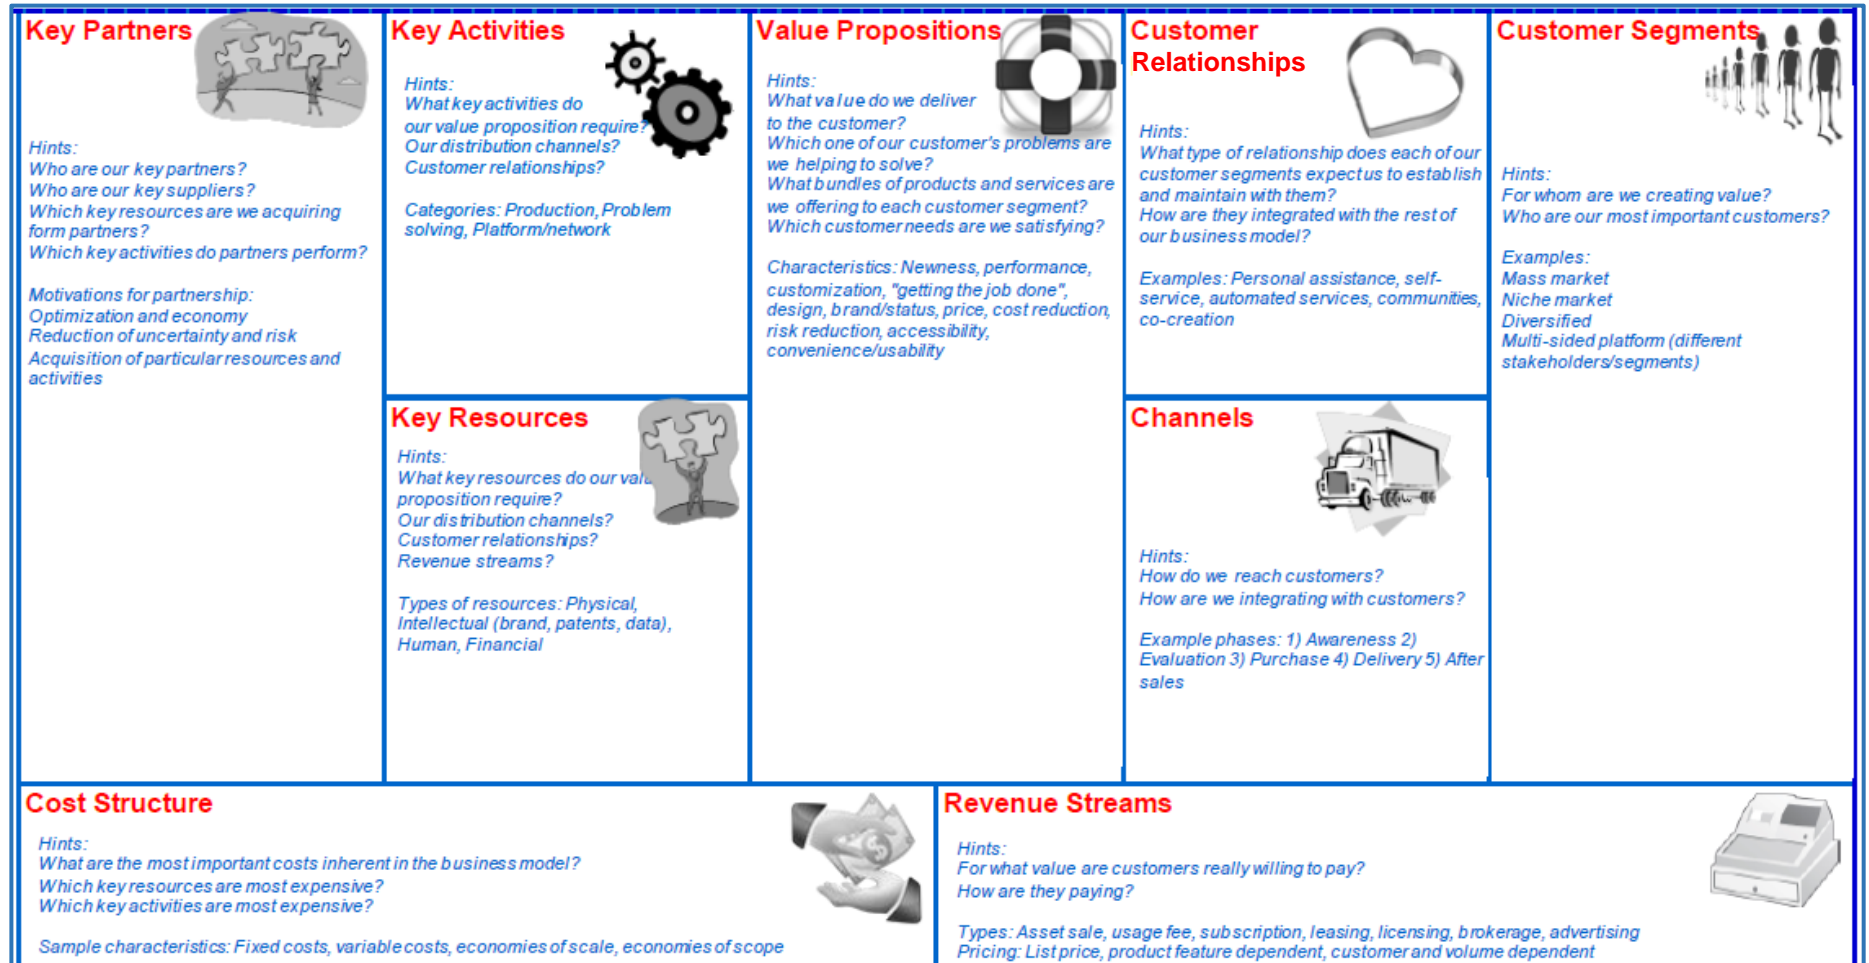 Key Partners
Hints:
Who are our key partners?
Who are our key suppliers?
Which key resources are we acquiring
form partners?
Which key activities do partners perform?
Motivations for partnership:
Optimization and economy
Reduction of uncertainty and risk
Acquisition of particular resources and
activities
Key Activities
Hints:
What key activities do
our value proposition require?
Our distribution channels?
Customer relationships?
Categories: Production, Problem
solving, Platform/network
Key Resources
Hints:
What key resources do our valu
proposition require?
Our distribution channels?
Customer relationships?
Revenue streams?
Types of resources: Physical,
Intellectual (brand, patents, data),
Human, Financial
Value Propositions
Hints:
What value do we deliver
to the customer?
Which one of our customer's problems are
we helping to solve?
What bundles of products and services are
we offering to each customer segment?
Which customer needs are we satisfying?
Characteristics: Newness, performance,
customization, "getting the job done",
design, brand/status, price, cost reduction,
risk reduction, accessibility,
convenience/usability
Customer
Relationships
Hints:
What type of relationship does each of our
customer segments expect us to establish
and maintain with them?
How are they integrated with the rest of
our business model?
Examples: Personal assistance, self-
service, automated services, communities,
co-creation
Channels
Hints:
How do we reach customers?
How are we integrating with customers?
Example phases: 1) Awareness 2)
Evaluation 3) Purchase 4) Delivery 5) After
sales
Customer Segments
Hints:
For whom are we creating value?
Who are our most important customers?
Examples:
Mass market
Niche market
Diversified
Multi-sided platform (different
stakeholders/segments)
Cost Structure
Hints:
What are the most important costs inherent in the business model?
Which key resources are most expensive?
Which key activities are most expensive?
Sample characteristics: Fixed costs, variable costs, economies of scale, economies of scope
Revenue Streams
Hints:
For what value are customers really willing to pay?
How are they paying?
Types: Asset sale, usage fee, subscription, leasing, licensing, brokerage, advertising
Pricing: List price, product feature dependent, customer and volume dependent